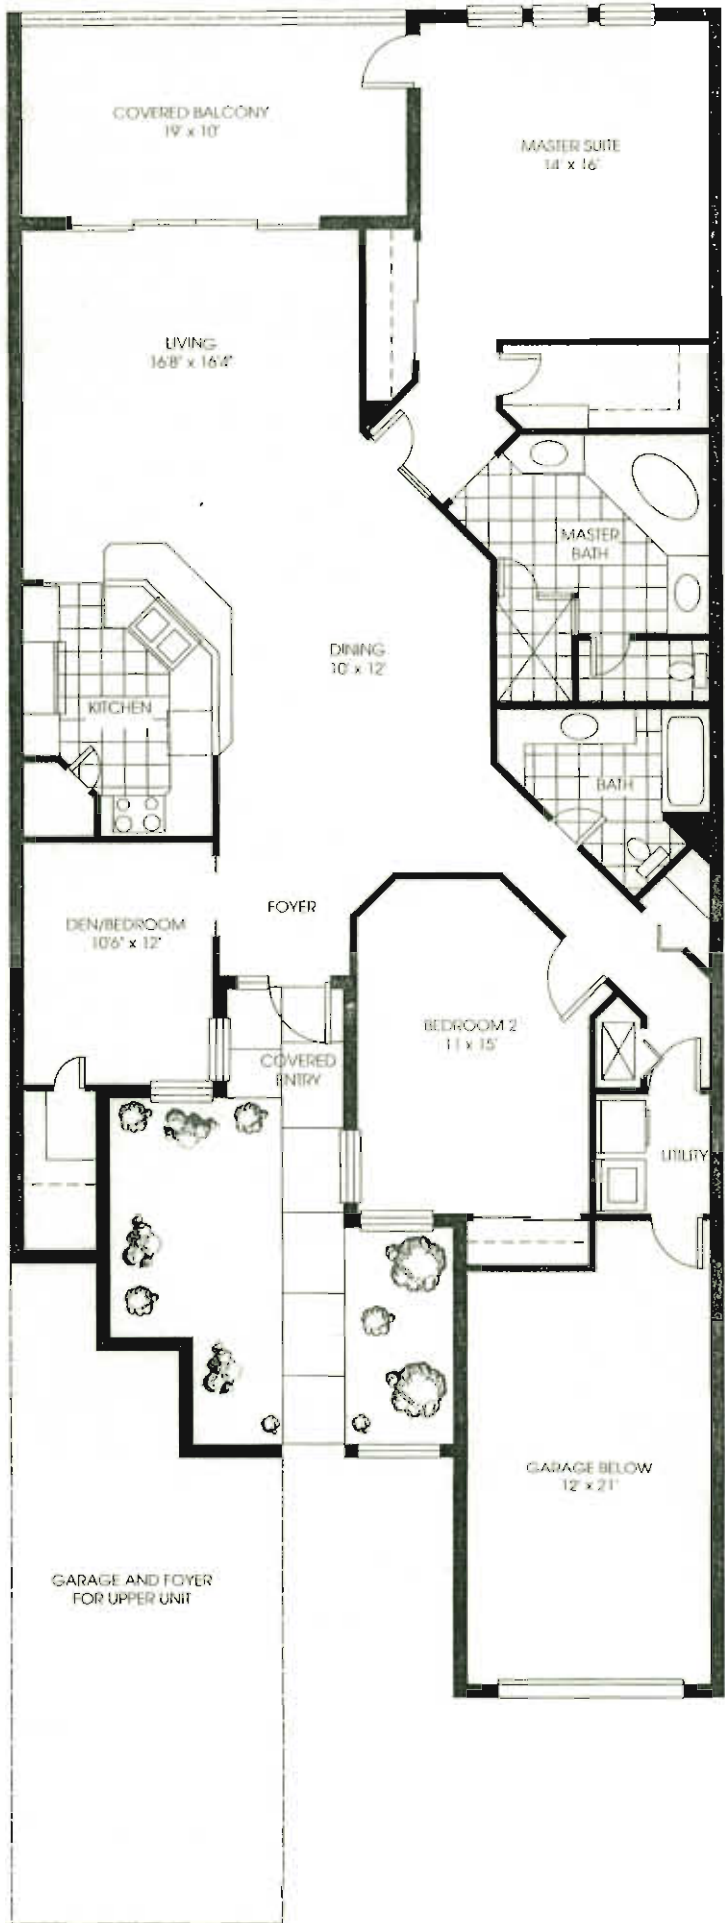 COVERED BALCONY
19' x 10'
MASTER SUITE
14' x 16'
LIVING
16'8" x 16'4"
MASTER
BATH
DINING
10' x 12'
KITCHEN
BATH
FOYER
DEN/BEDROOM
10'6" x 12'
BEDROOM 2
11 x 15'
COVERED
ENTRY
UTILITY
GARAGE BELOW
12' x 21'
GARAGE AND FOYER
FOR UPPER UNIT